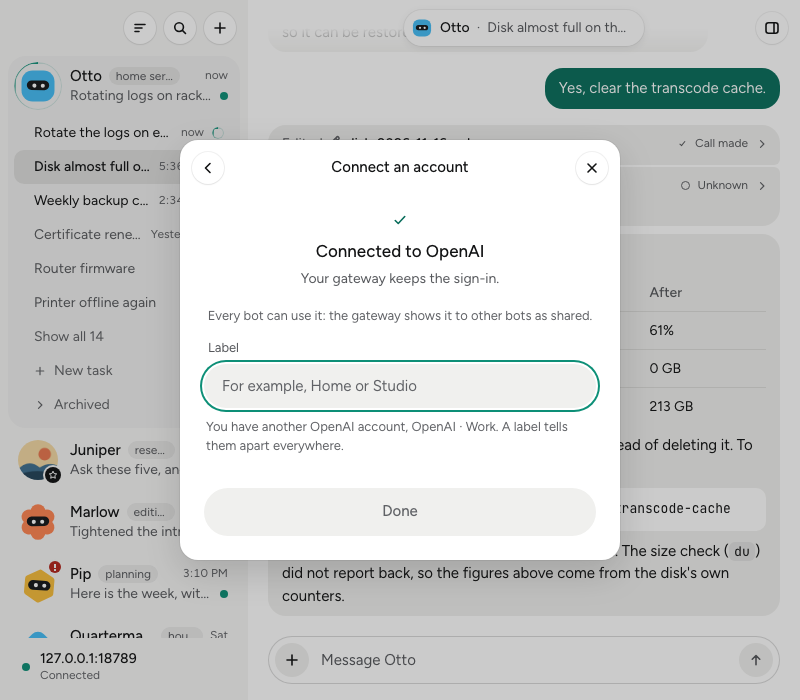 Otto home ser... now
Rotating logs on rack...
Rotate the logs on e... now
Disk almost full o... 5:36
Weekly backup c... 2:34
Certificate rene... Yeste
Router firmware
Printer offline again
Show all 14
New task
Archived
Juniper rese...
Ask these five, an
Marlow editi...
Tightened the intr
Pip planning 3:10 PM
Here is the week, wit...
Quarterma hou... Sat
127.0.0.1:18789
Connected
so it can be restor
Otto · Disk almost full on th...
Yes, clear the transcode cache.
Call made
Unknown
Connect an account
Connected to OpenAI
Your gateway keeps the sign-in.
Every bot can use it: the gateway shows it to other bots as shared.
Label
For example, Home or Studio
You have another OpenAI account, OpenAI · Work. A label tells
them apart everywhere.
Done
After
61%
0 GB
213 GB
ead of deleting it. To
transcode-cache
The size check ( du )
did not report back, so the figures above come from the disk's own
counters.
Message Otto